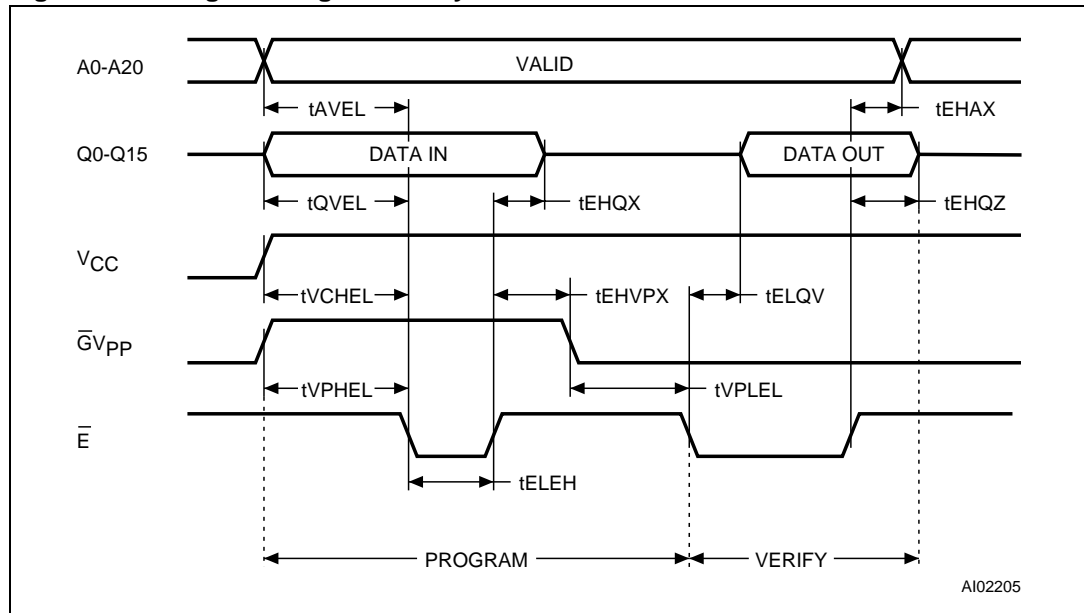 A0-A20
VALID
tAVEL
tEHAX
Q0-Q15
DATA IN
DATA OUT
tQVEL
tEHQX
tEHQZ
VCC
tVCHEL
tEHVPX
tELQV
G̅VPP
tVPHEL
tVPLEL
E̅
tELEH
PROGRAM
VERIFY
AI02205